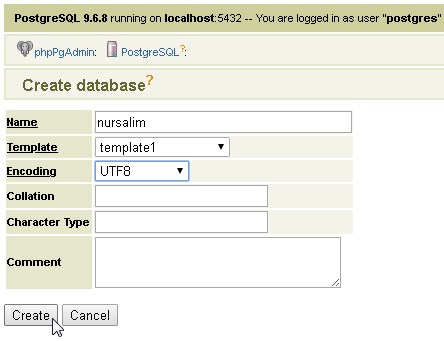 PostgreSQL 9.6.8 running on localhost:5432 -- You are logged in as user "postgres"
phpPgAdmin: PostgreSQL?:
Create database?
Name nursalim
Template template1
Encoding UTF8
Collation
Character Type
Comment
Create Cancel